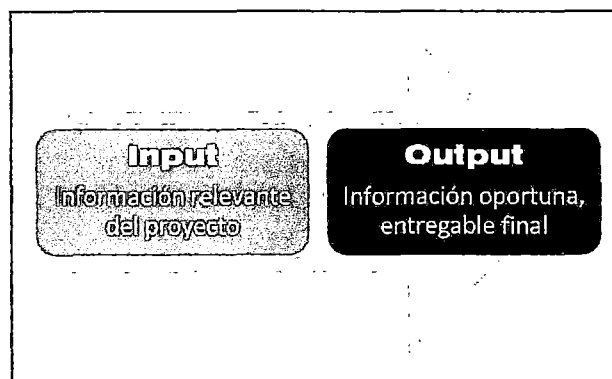 Input
Información relevante
del proyecto
Output
Información oportuna,
entregable final